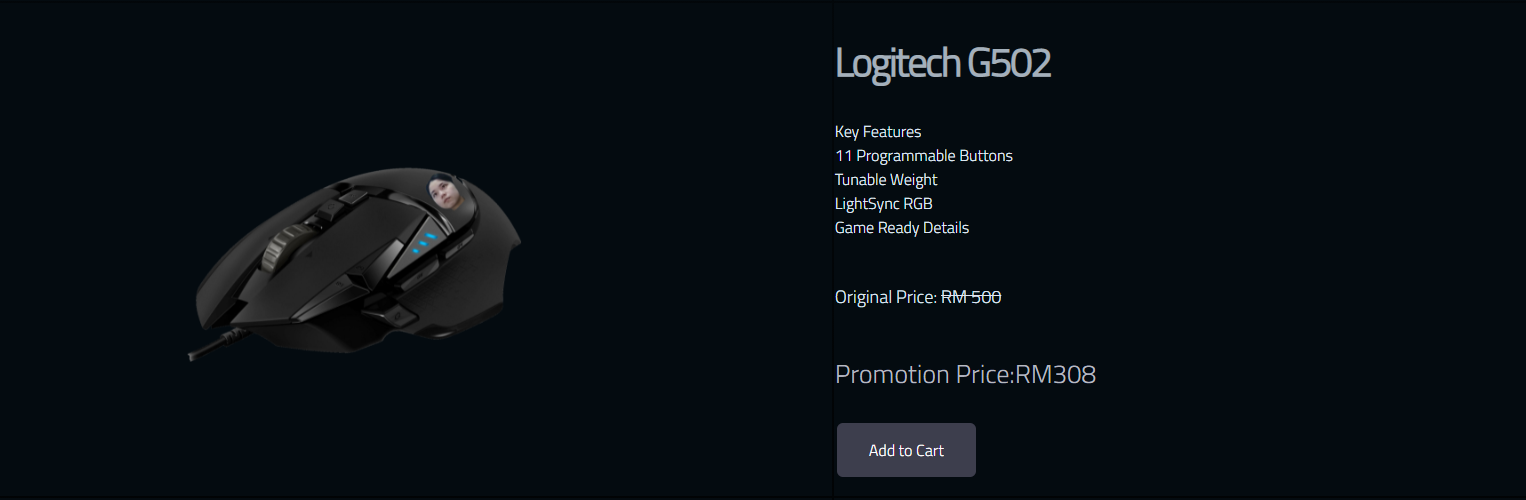 Logitech G502
Key Features
11 Programmable Buttons
Tunable Weight
LightSync RGB
Game Ready Details
Original Price: RM 500
Promotion Price:RM308
Add to Cart